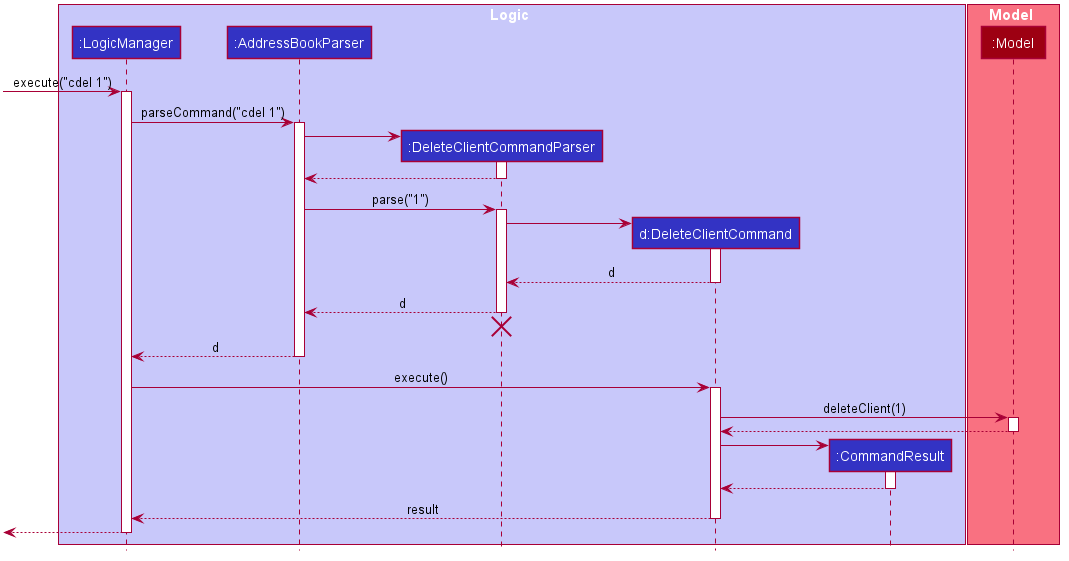 Logic
Model
:LogicManager
:AddressBookParser
:Model
execute("cdel 1")
parseCommand("cdel 1")
:DeleteClientCommandParser
parse("1")
d:DeleteClientCommand
d
d
d
execute()
deleteClient(1)
:CommandResult
result